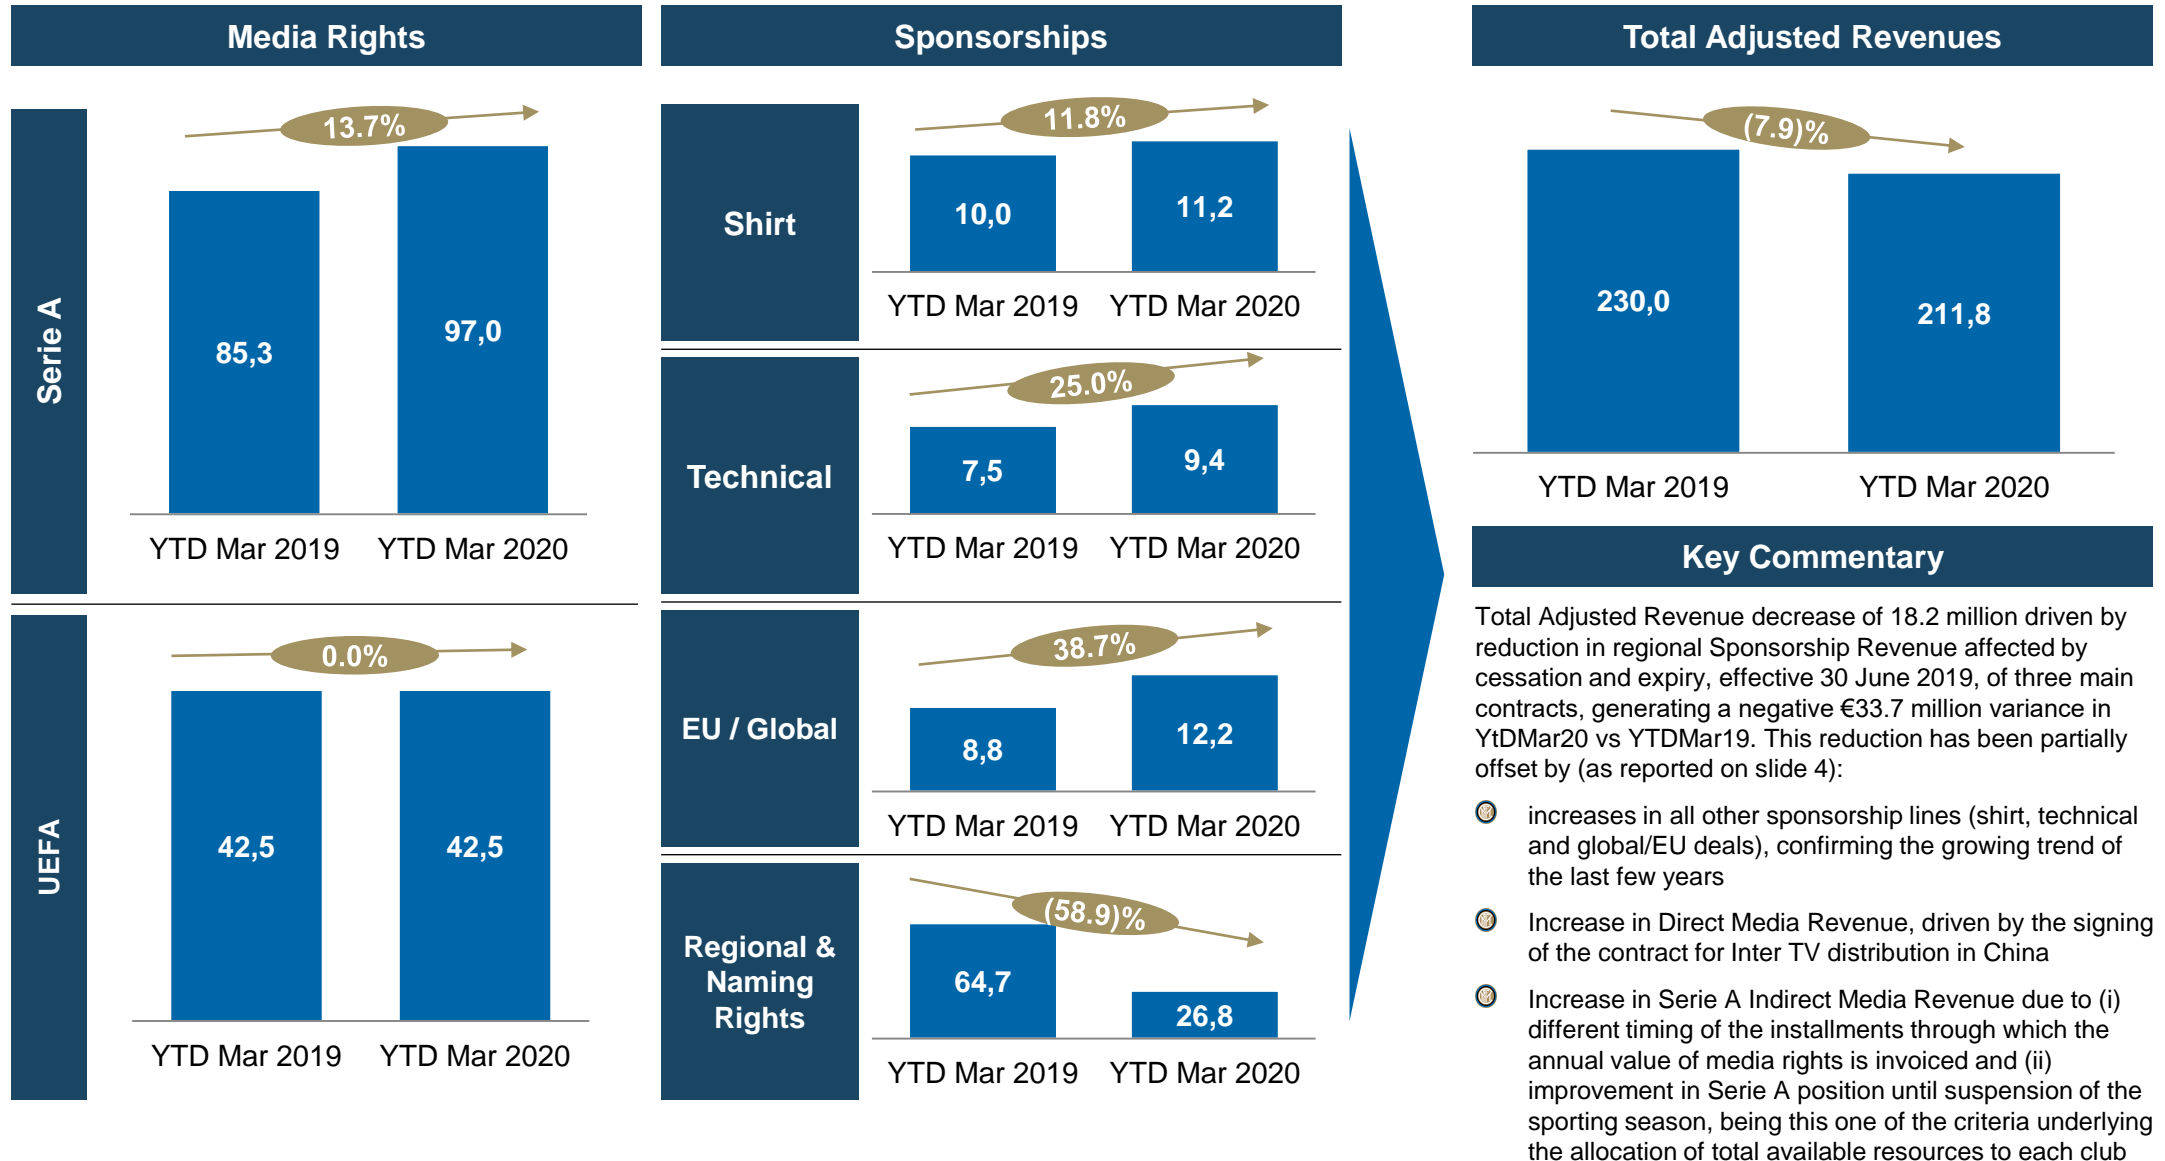 Media Rights
Serie A
13.7%
85,3
97,0
YTD Mar 2019
YTD Mar 2020
UEFA
0.0%
42,5
42,5
YTD Mar 2019
YTD Mar 2020
Sponsorships
Shirt
11.8%
10,0
11,2
YTD Mar 2019
YTD Mar 2020
Technical
25.0%
7,5
9,4
YTD Mar 2019
YTD Mar 2020
EU / Global
38.7%
8,8
12,2
YTD Mar 2019
YTD Mar 2020
Regional &
Naming
Rights
(58.9)%
64,7
26,8
YTD Mar 2019
YTD Mar 2020
Total Adjusted Revenues
(7.9)%
230,0
211,8
YTD Mar 2019
YTD Mar 2020
Key Commentary
Total Adjusted Revenue decrease of 18.2 million driven by
reduction in regional Sponsorship Revenue affected by
cessation and expiry, effective 30 June 2019, of three main
contracts, generating a negative €33.7 million variance in
YtDMar20 vs YTDMar19. This reduction has been partially
offset by (as reported on slide 4):
increases in all other sponsorship lines (shirt, technical
and global/EU deals), confirming the growing trend of
the last few years
Increase in Direct Media Revenue, driven by the signing
of the contract for Inter TV distribution in China
Increase in Serie A Indirect Media Revenue due to (i)
different timing of the installments through which the
annual value of media rights is invoiced and (ii)
improvement in Serie A position until suspension of the
sporting season, being this one of the criteria underlying
the allocation of total available resources to each club